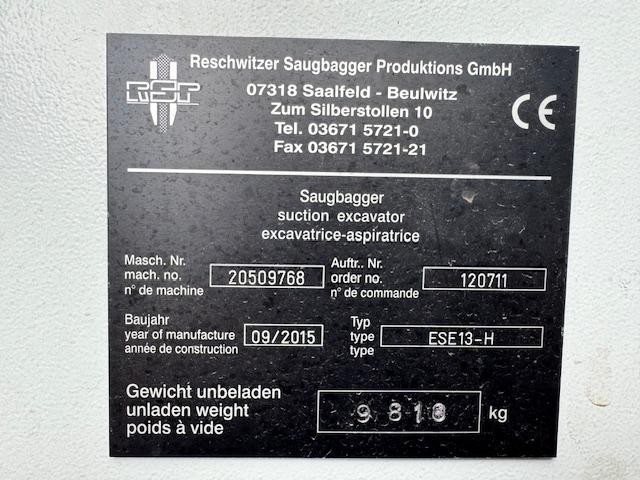 RSP
Reschwitzer Saugbagger Produktions GmbH
07318 Saalfeld - Beulwitz
Zum Silberstollen 10
Tel. 03671 5721-0
Fax 03671 5721-21
CE
Saugbagger
suction excavator
excavatrice-aspiratrice
Masch. Nr.
mach. no.
n° de machine
20509768
Auftr.. Nr.
order no.
n° de commande
120711
Baujahr
year of manufacture
année de construction
09/2015
Typ
type
type
ESE13-H
Gewicht unbeladen
unladen weight
poids à vide
kg